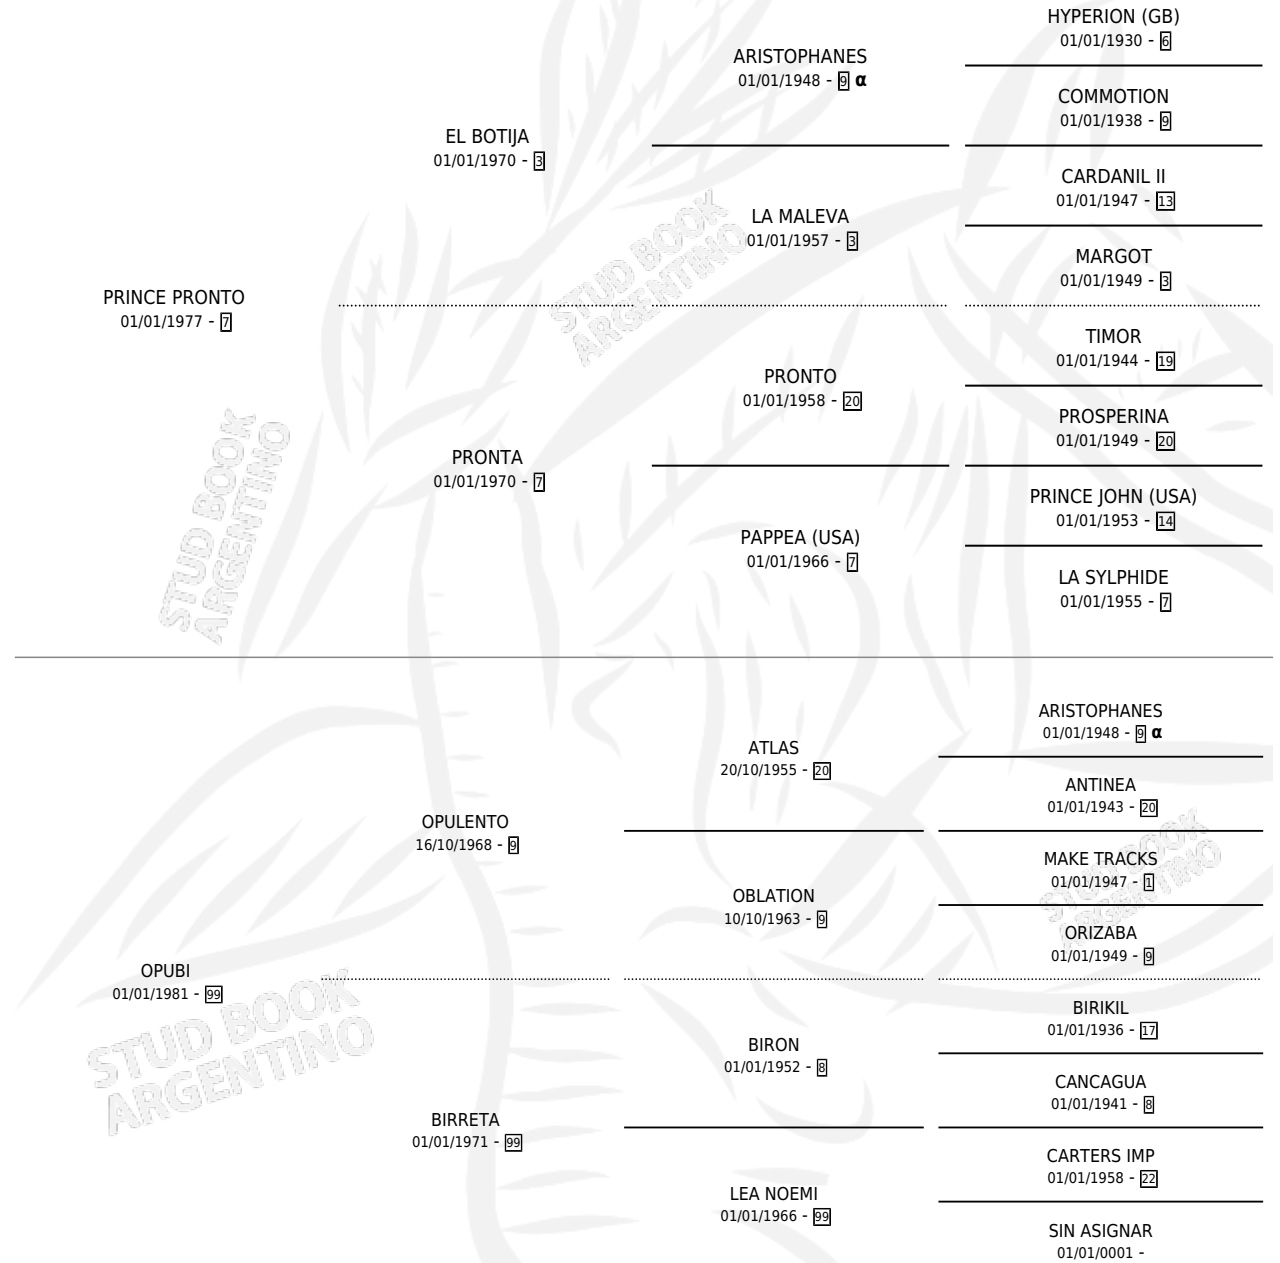 HYPERION (GB)
01/01/1930 - 6
ARISTOPHANES
01/01/1948 - 9 α
COMMOTION
01/01/1938 - 9
EL BOTIJA
01/01/1970 - 3
CARDANIL II
01/01/1947 - 13
LA MALEVA
01/01/1957 - 3
MARGOT
01/01/1949 - 3
PRINCE PRONTO
01/01/1977 - 7
TIMOR
01/01/1944 - 19
PRONTO
01/01/1958 - 20
PROSPERINA
01/01/1949 - 20
PRONTA
01/01/1970 - 7
PRINCE JOHN (USA)
01/01/1953 - 14
PAPPEA (USA)
01/01/1966 - 7
LA SYLPHIDE
01/01/1955 - 7
STUD BOOK
ARGENTINO
STUD BOOK
ARGENTINO
ARISTOPHANES
01/01/1948 - 9 α
ATLAS
20/10/1955 - 20
ANTINEA
01/01/1943 - 20
OPULENTO
16/10/1968 - 9
MAKE TRACKS
01/01/1947 - 1
OBLATION
10/10/1963 - 9
ORIZABA
01/01/1949 - 9
OPUBI
01/01/1981 - 99
BIRIKIL
01/01/1936 - 17
BIRON
01/01/1952 - 8
CANCAGUA
01/01/1941 - 8
BIRRETA
01/01/1971 - 99
CARTERS IMP
01/01/1958 - 22
LEA NOEMI
01/01/1966 - 99
SIN ASIGNAR
01/01/0001 -
STUD BOOK
ARGENTINO
STUD BOOK
ARGENTINO